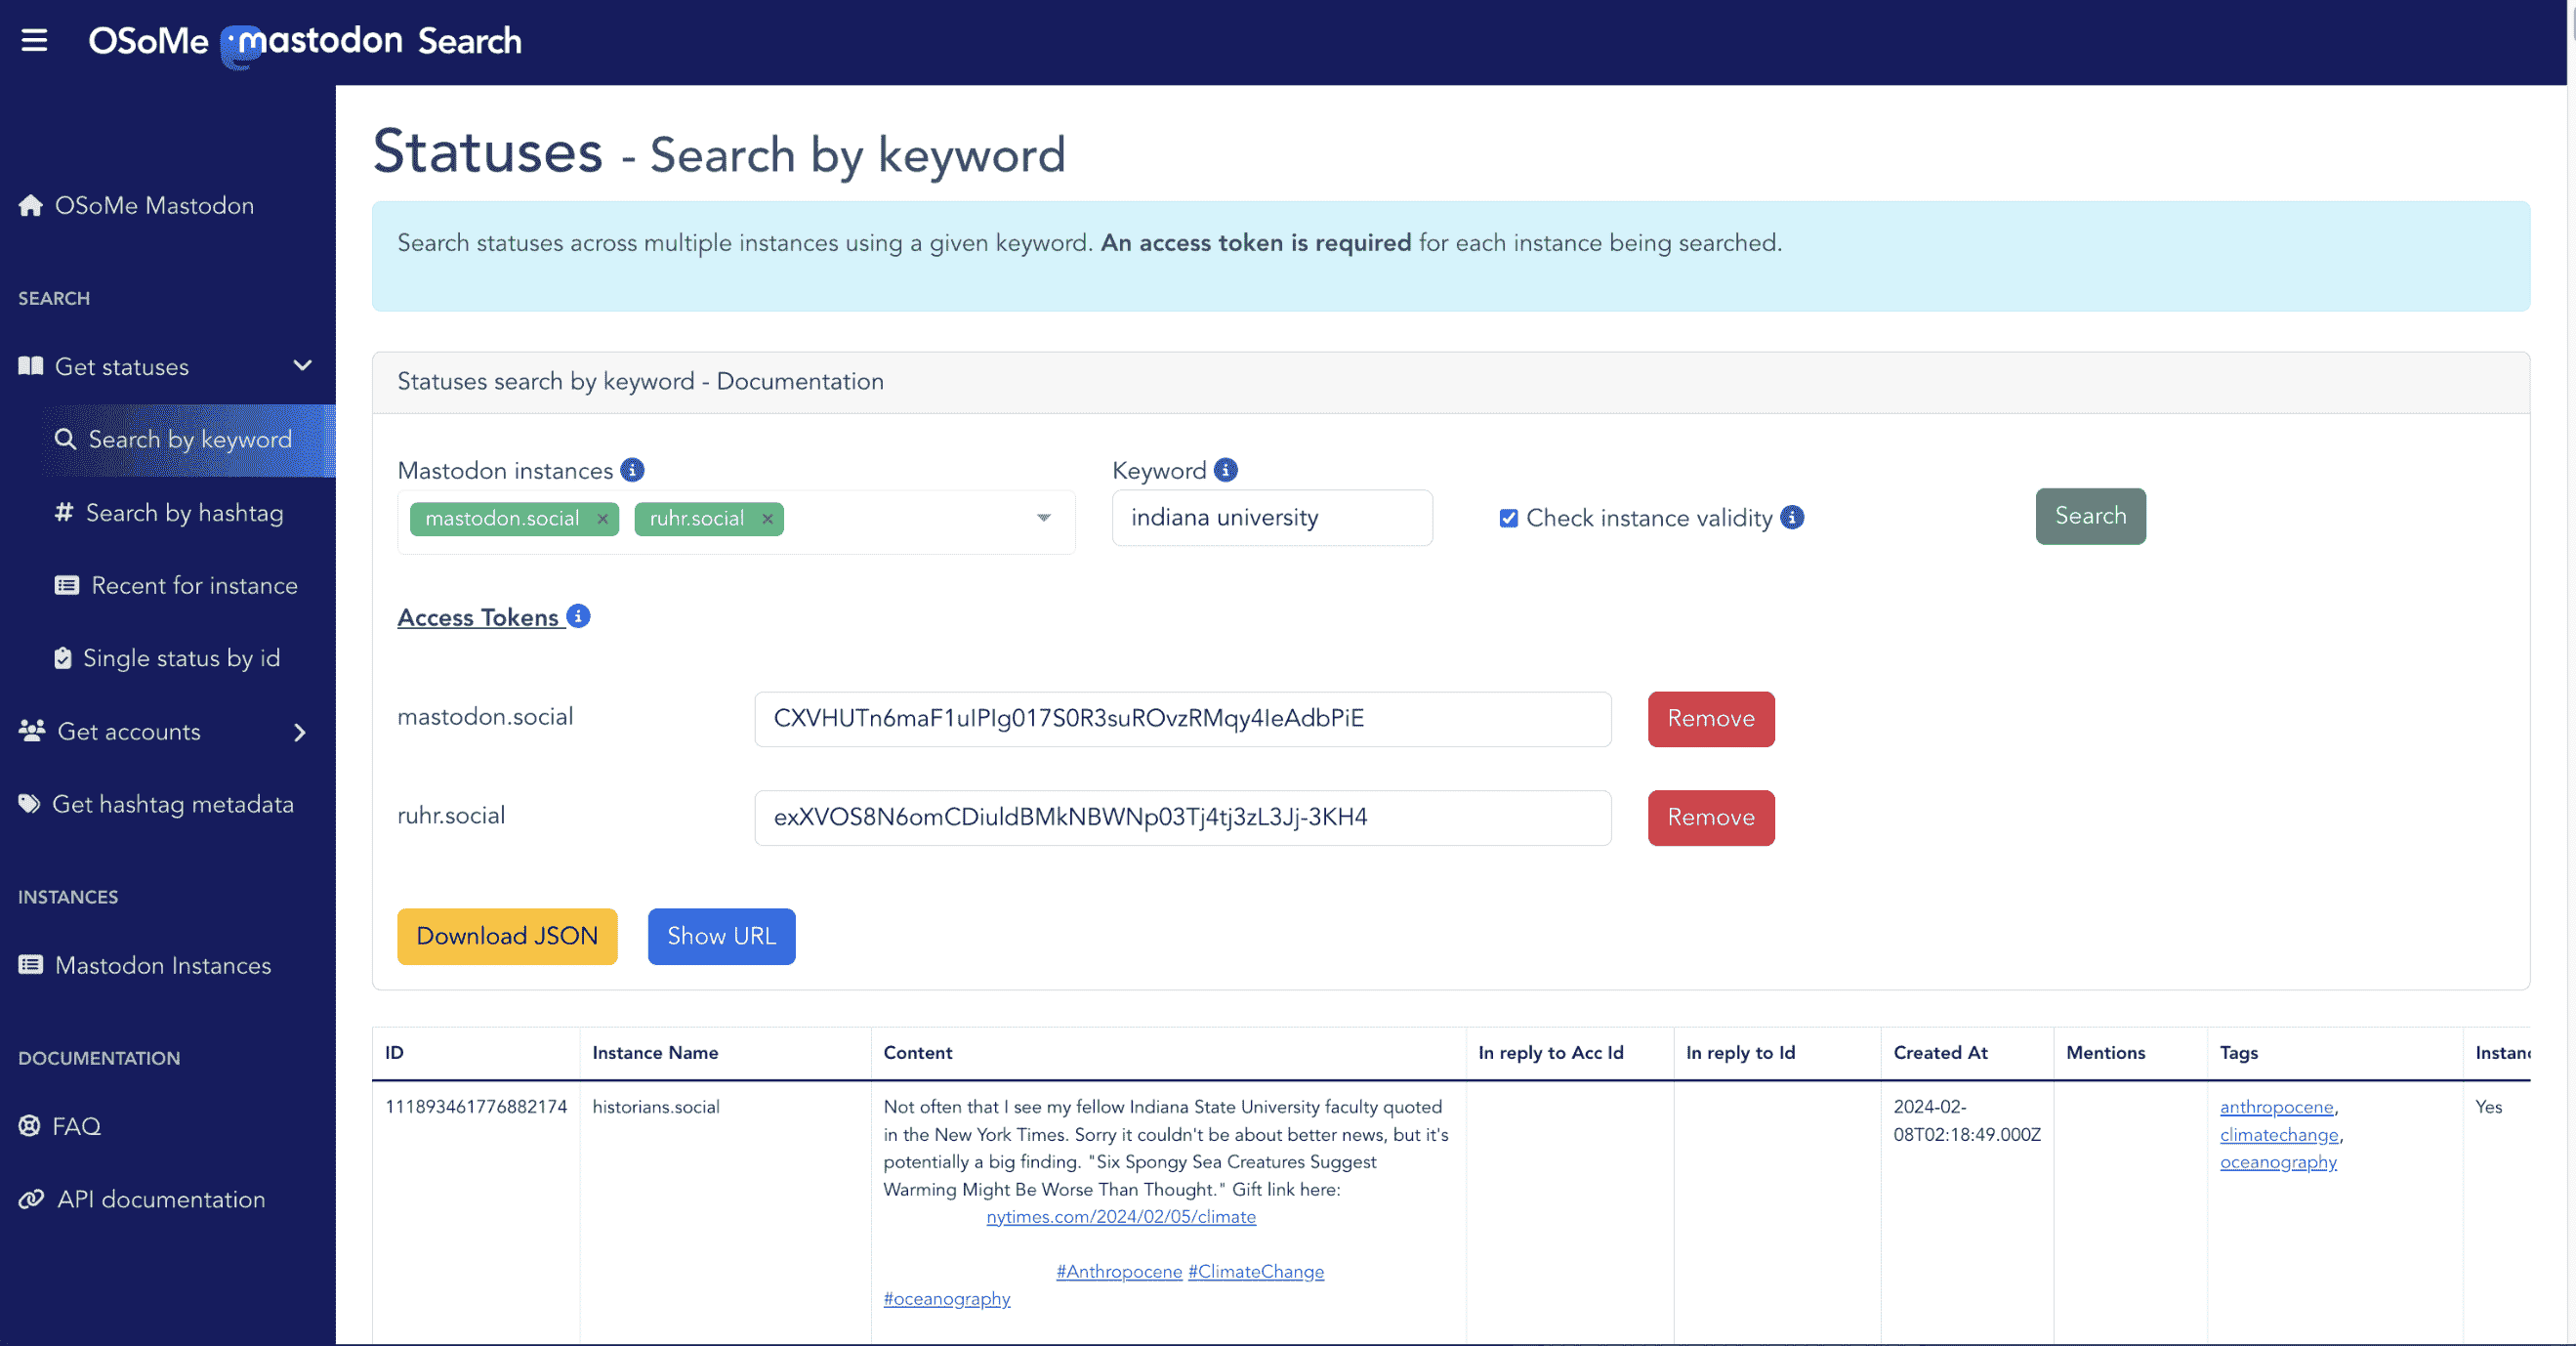 OSoMe mastodon Search
OSoMe Mastodon
SEARCH
Get statuses
Search by keyword
# Search by hashtag
Recent for instance
Single status by id
Get accounts
Get hashtag metadata
INSTANCES
Mastodon Instances
DOCUMENTATION
FAQ
API documentation
Statuses - Search by keyword
Search statuses across multiple instances using a given keyword. An access token is required for each instance being searched.
Statuses search by keyword - Documentation
Mastodon instances
Keyword
mastodon.social × ruhr.social ×
indiana university
Check instance validity
Search
Access Tokens
mastodon.social CXVHUTn6maF1uIPIg017S0R3suROvzRMqy4IeAdbPiE Remove
ruhr.social exXVOS8N6omCDiuldBMkNBWNp03Tj4tj3zL3Jj-3KH4 Remove
Download JSON Show URL
ID Instance Name Content In reply to Acc Id In reply to Id Created At Mentions Tags Instanc
111893461776882174
historians.social
Not often that I see my fellow Indiana State University faculty quoted
in the New York Times. Sorry it couldn't be about better news, but it's
potentially a big finding. "Six Spongy Sea Creatures Suggest
Warming Might Be Worse Than Thought." Gift link here:
nytimes.com/2024/02/05/climate
#Anthropocene #ClimateChange
#oceanography
2024-02-
08T02:18:49.000Z
anthropocene,
climatechange,
oceanography
Yes